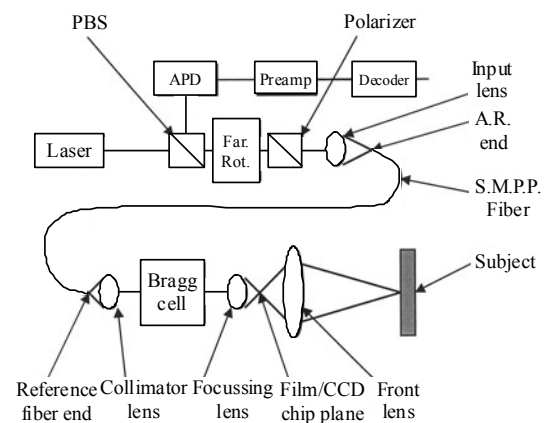 PBS
Polarizer
APD
Preamp
Decoder
Input
lens
A.R.
end
Laser
Far.
Rot.
S.M.P.P.
Fiber
Bragg
cell
Subject
Reference
fiber end
Collimator
lens
Focussing
lens
Film/CCD
chip plane
Front
lens